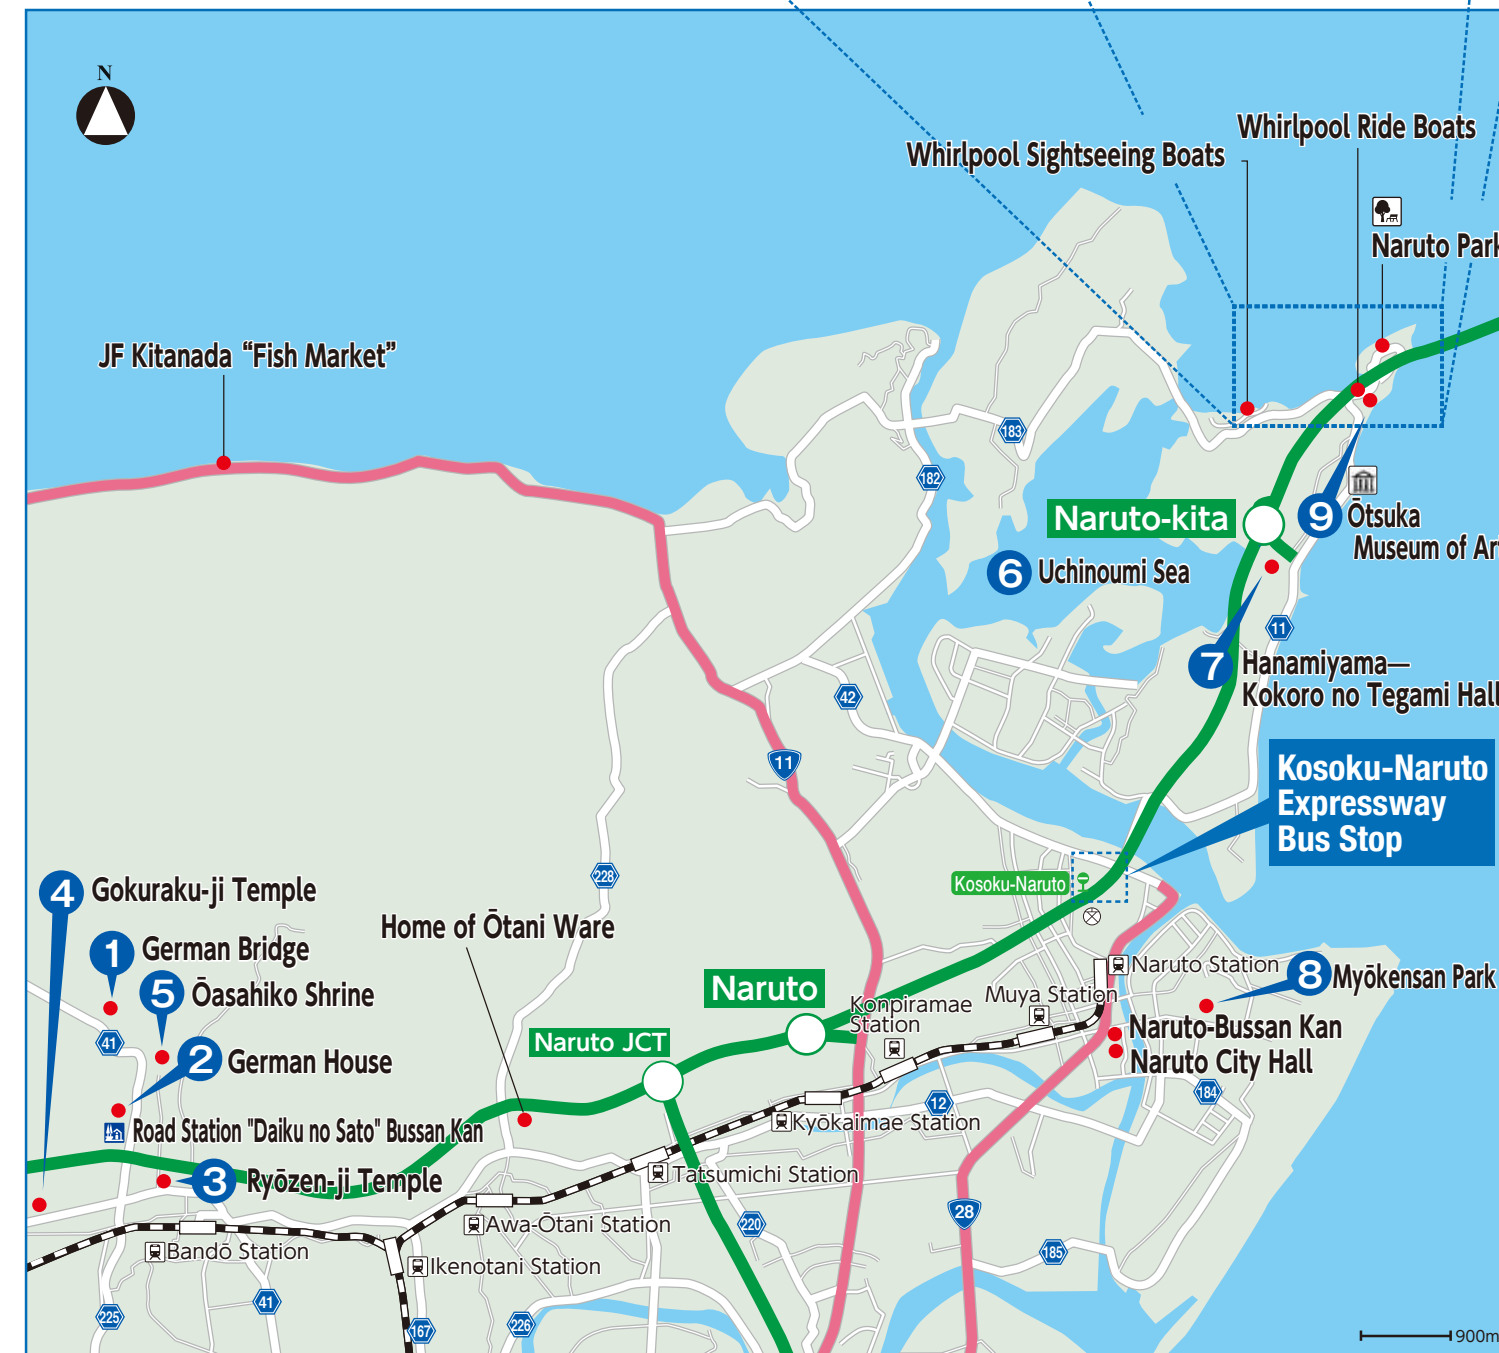 N
Whirlpool Ride Boats
Whirlpool Sightseeing Boats
Naruto Park
JF Kitanada “Fish Market”
183
182
Naruto-kita
9 Ōtsuka
Museum of Ar
6 Uchinoumi Sea
11
7 Hanamiyama—
Kokoro no Tegami Hall
42
11
Kosoku-Naruto
Expressway
Bus Stop
228
Kosoku-Naruto
4 Gokuraku-ji Temple
Home of Ōtani Ware
1 German Bridge
5 Ōasahiko Shrine
Naruto Station
8 Myōkensan Park
Naruto
Muya Station
Konpiramae
Station
41
Naruto JCT
Naruto-Bussan Kan
2 German House
Naruto City Hall
184
12
Road Station "Daiku no Sato" Bussan Kan
Kyōkaimae Station
3 Ryōzen-ji Temple
Tatsumichi Station
28
Awa-Ōtani Station
220
Bandō Station
185
Ikenotani Station
41
225
226
167
900m